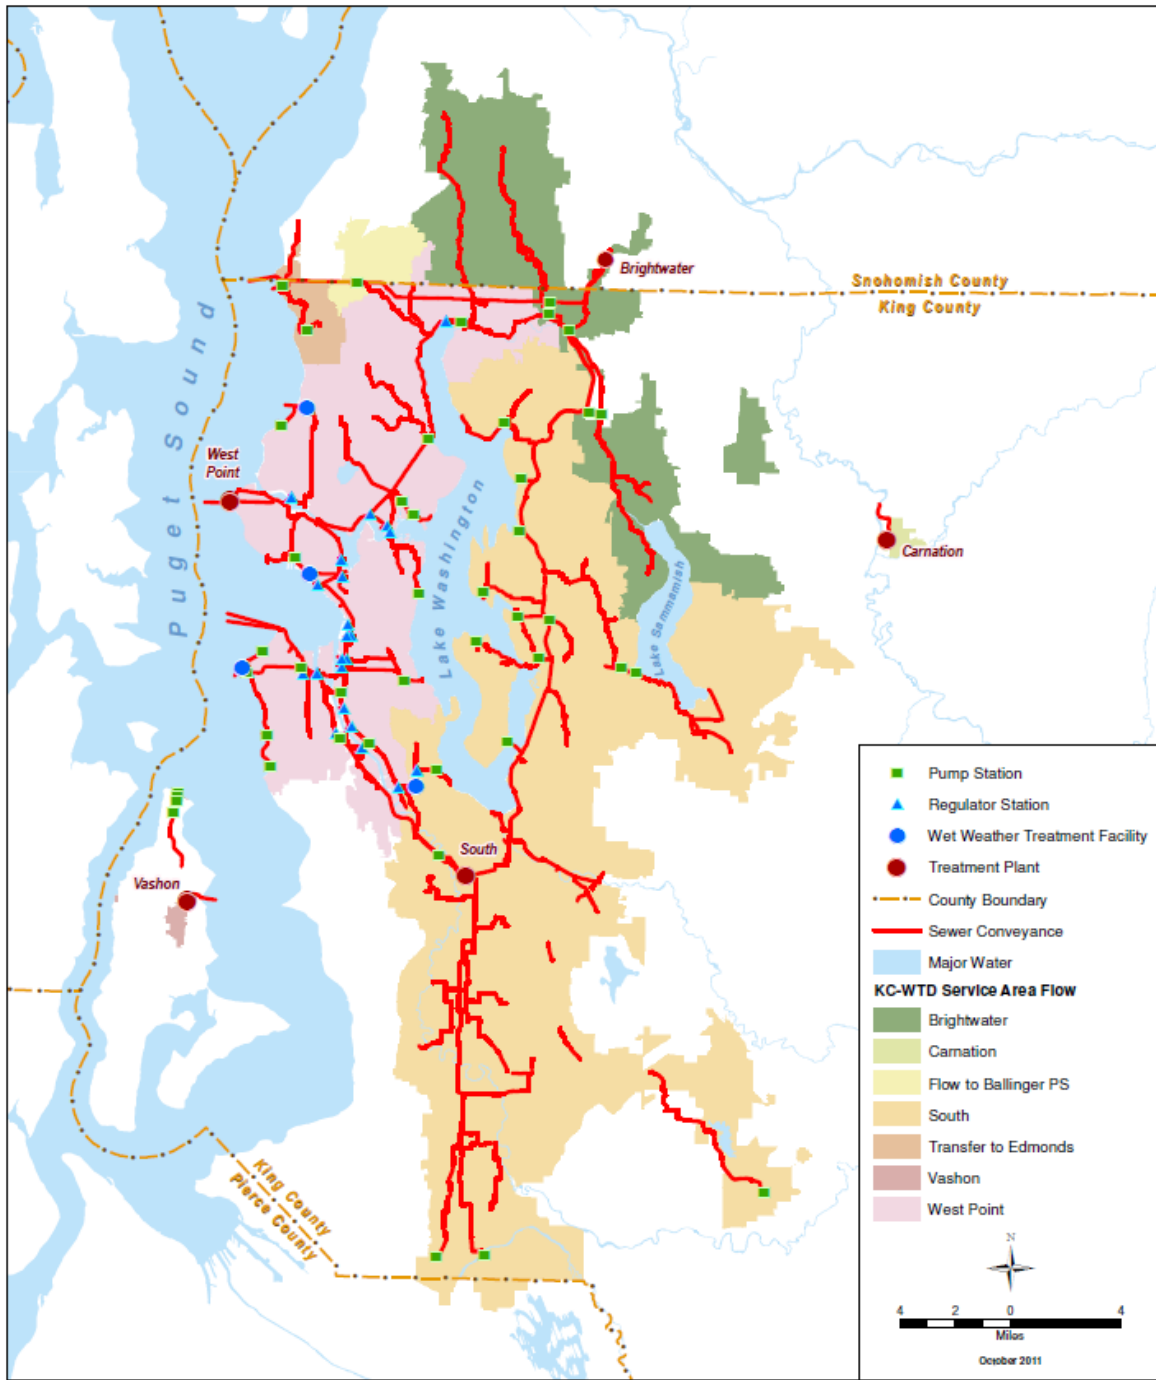 Brightwater
Snohomish County
King County
Puget Sound
West
Point
Lake Washington
Carnation
Lake Sammamish
South
Vashon
King County
Pierce County
Pump Station
Regulator Station
Wet Weather Treatment Facility
Treatment Plant
County Boundary
Sewer Conveyance
Major Water
KC-WTD Service Area Flow
Brightwater
Carnation
Flow to Ballinger PS
South
Transfer to Edmonds
Vashon
West Point
N
4 2 0 4
Miles
October 2011